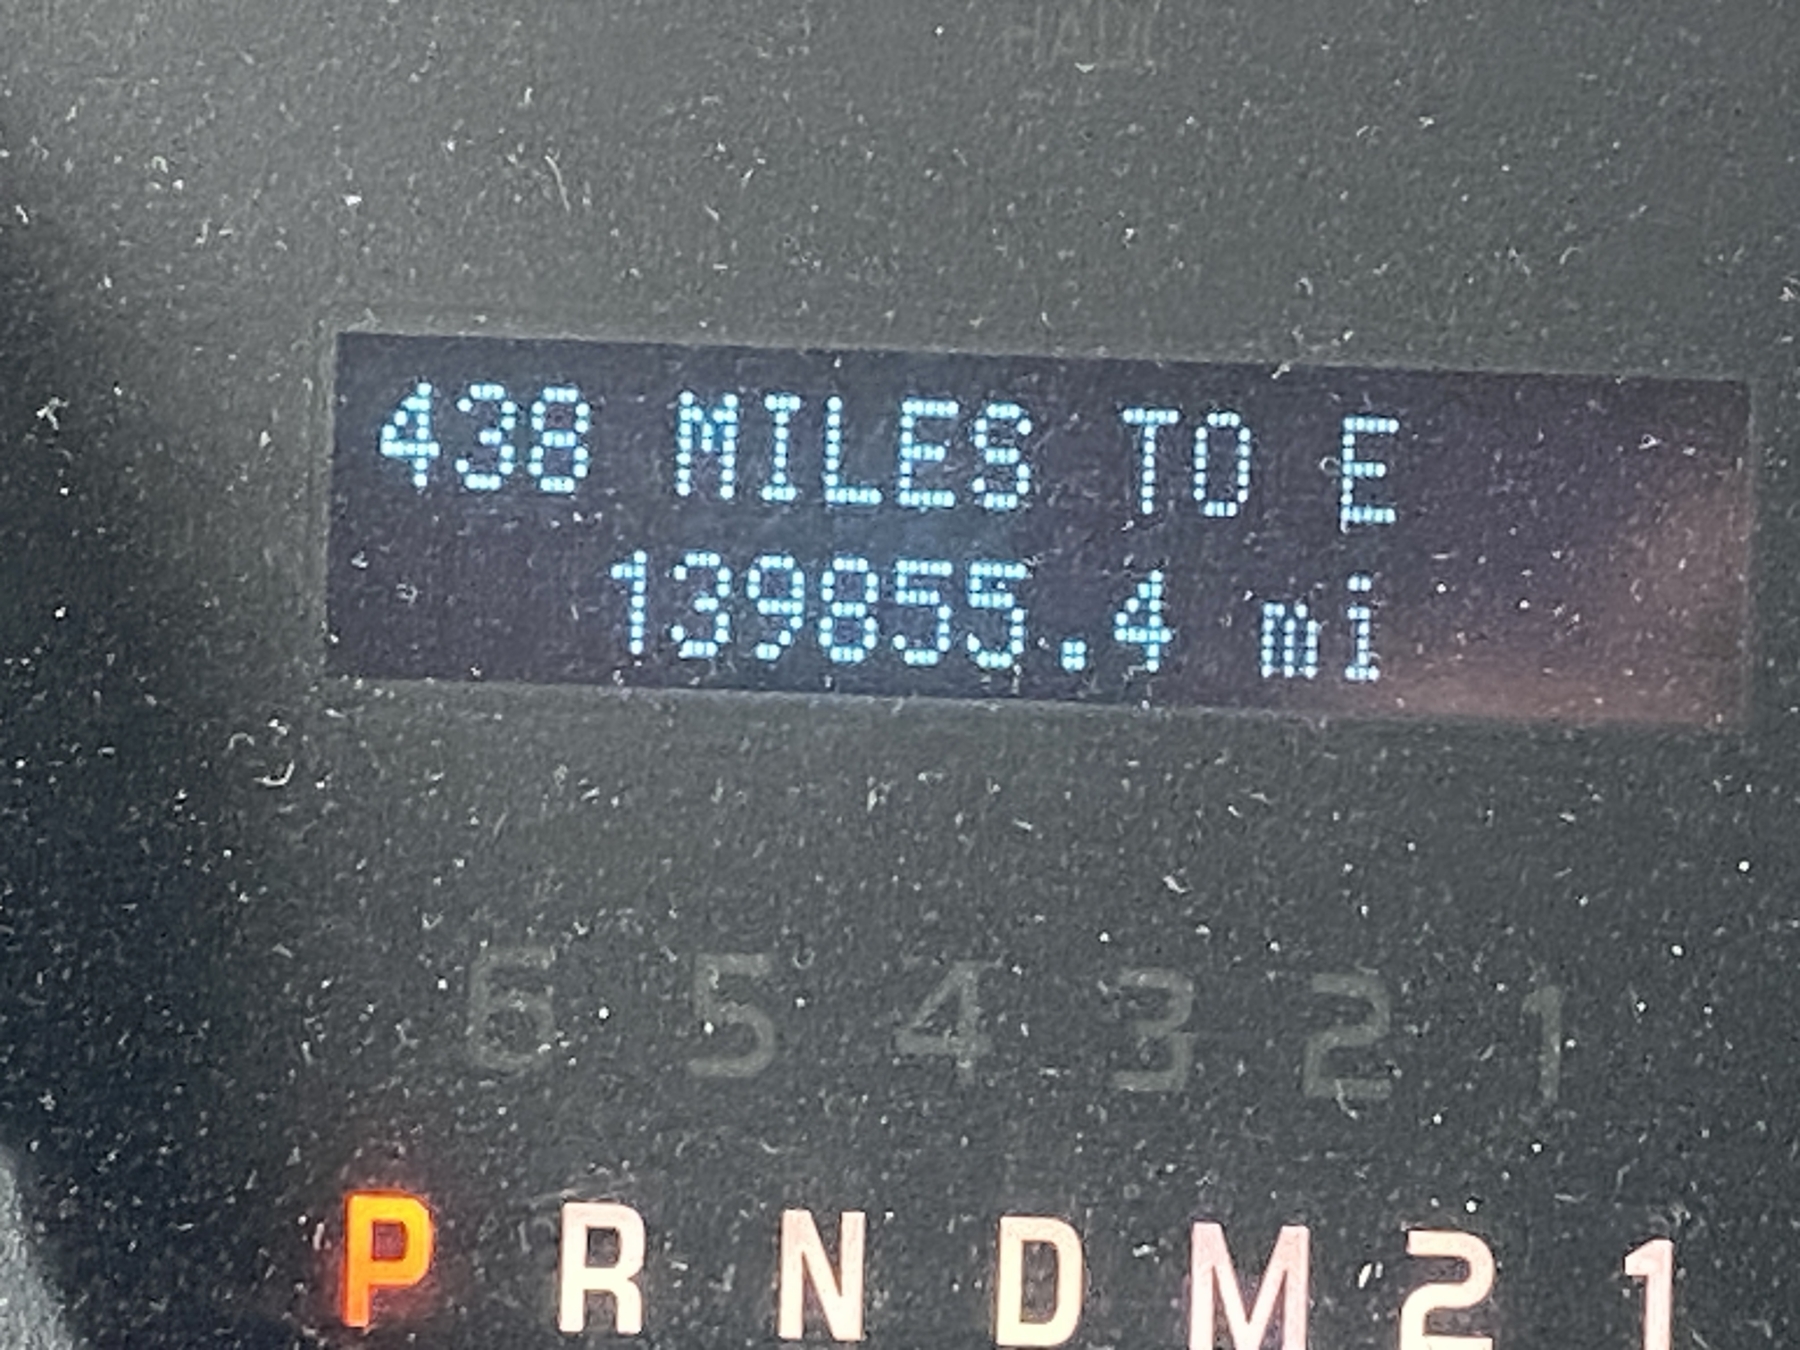 438 MILES TO E
139855.4 mi
6 5 4 3 2 1
P R N D M 2 1